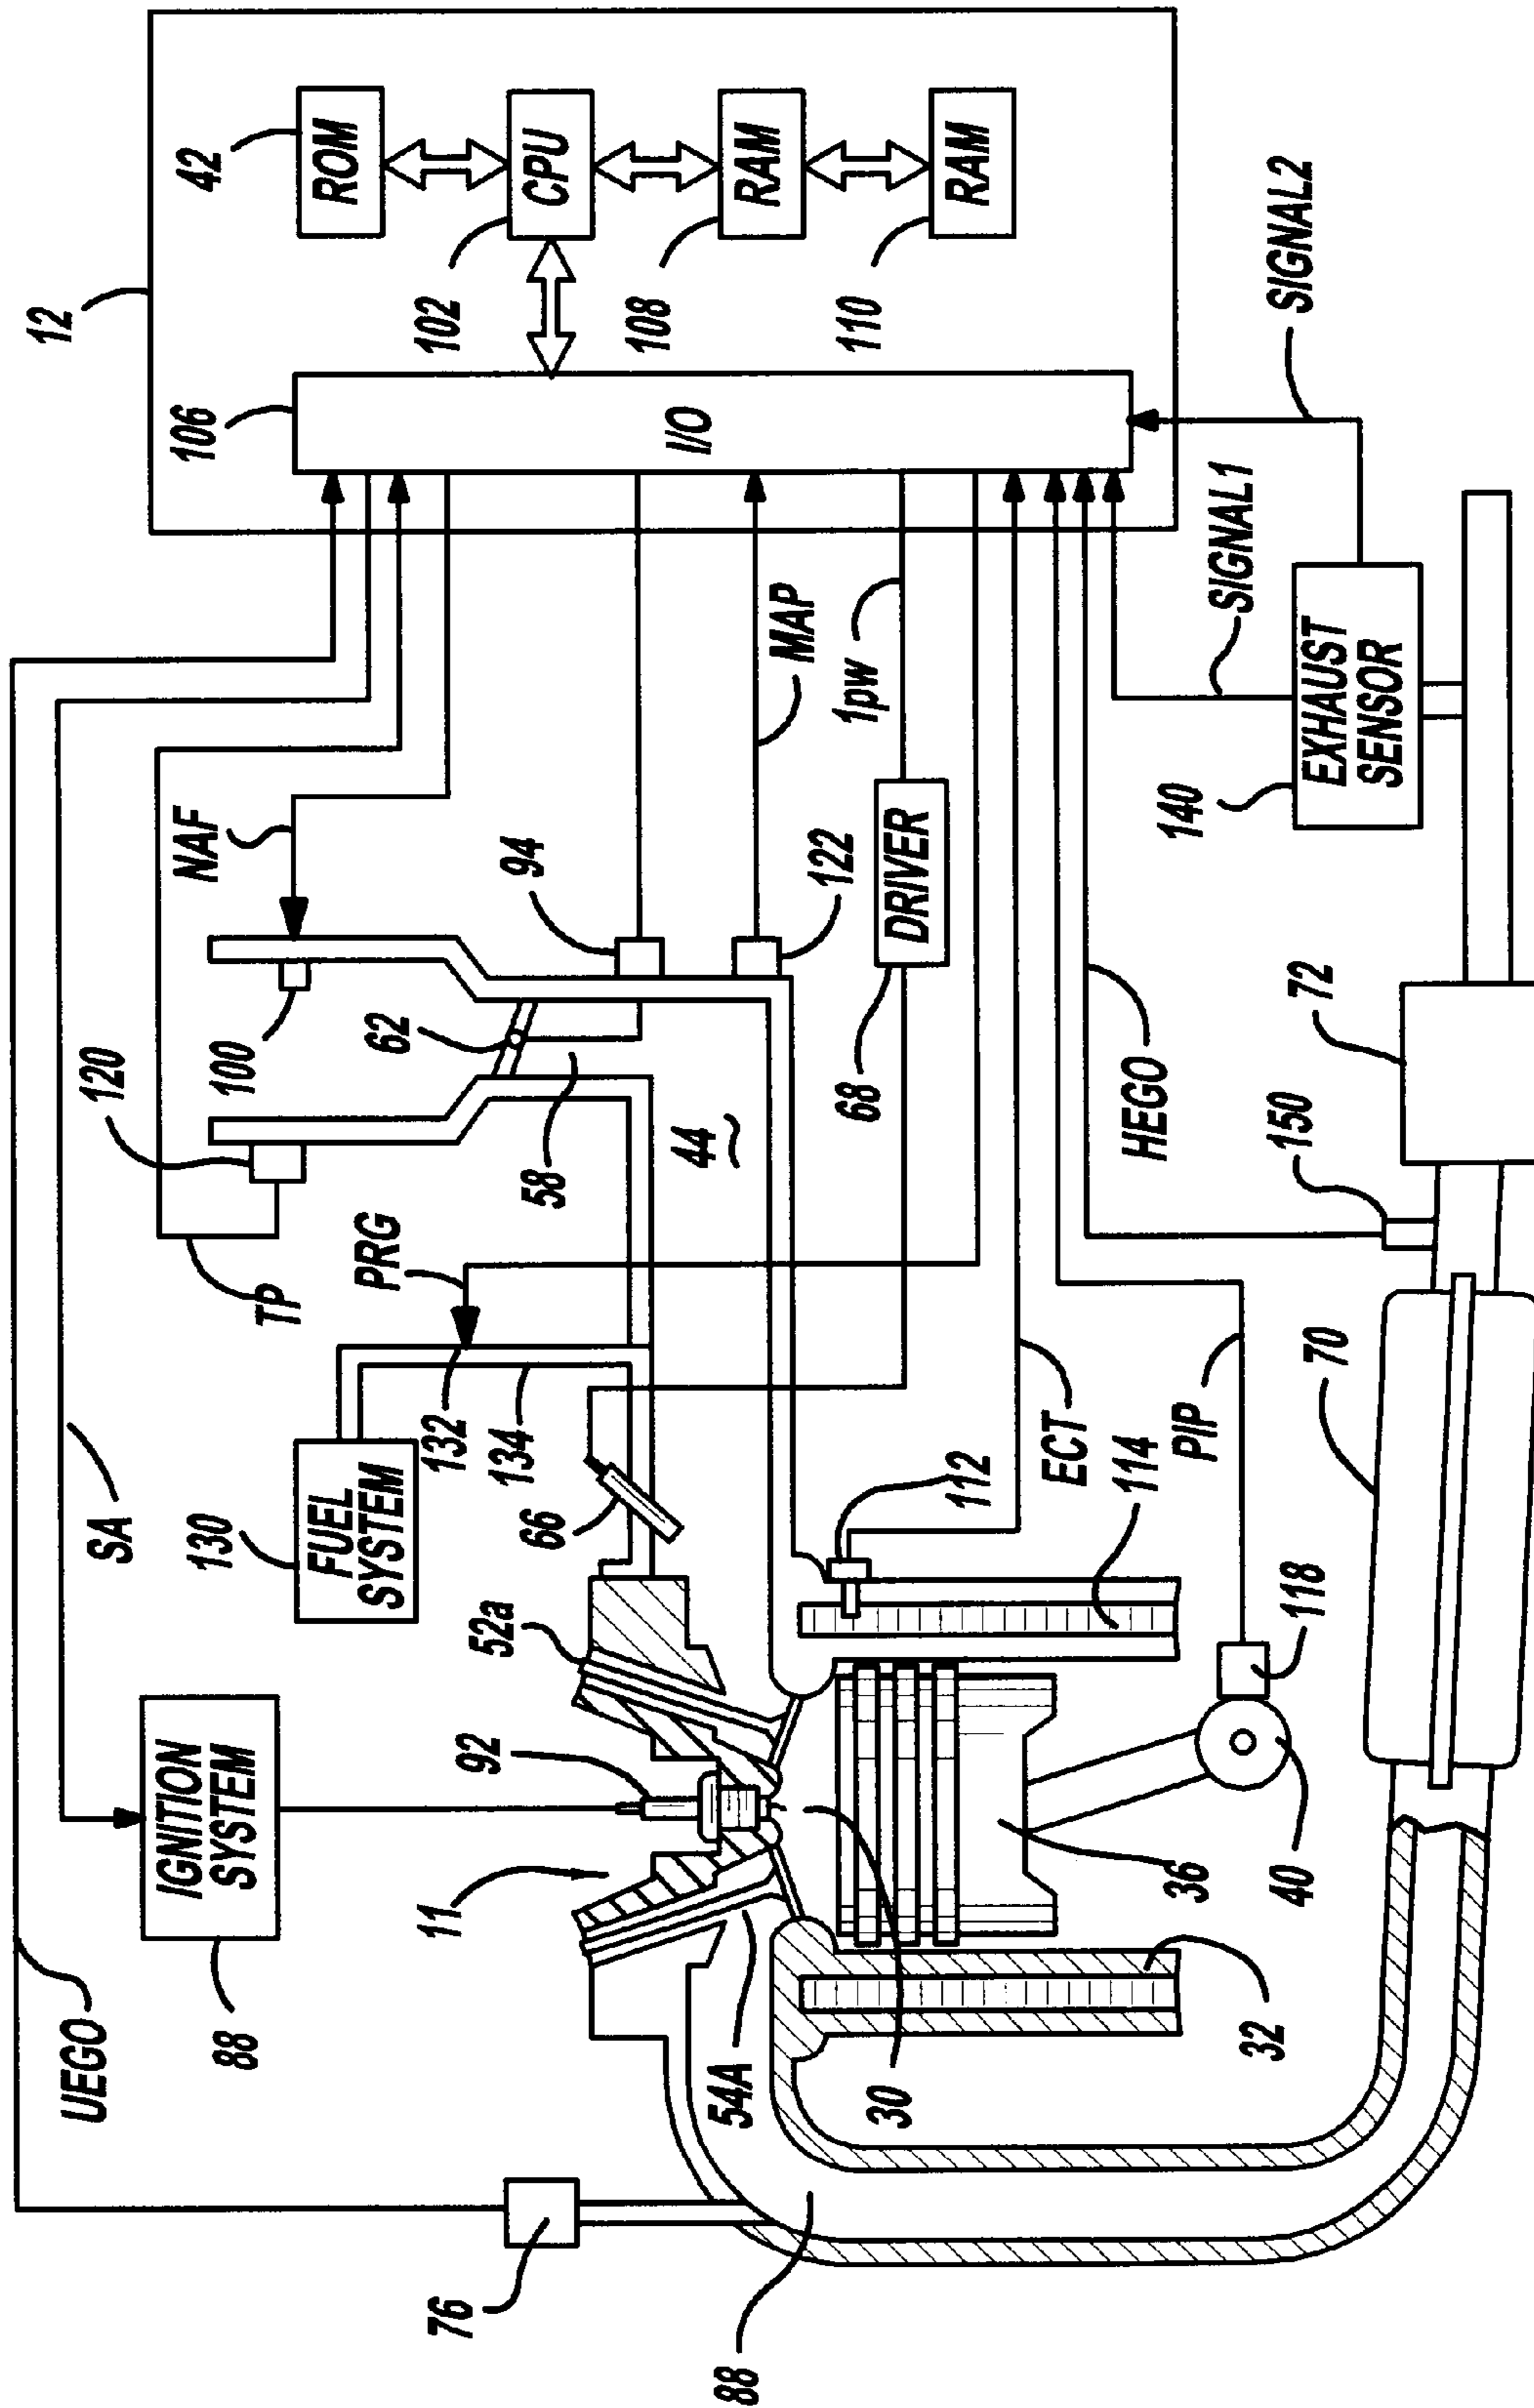 UEGO
SA
12
88
IGNITION
SYSTEM
130
FUEL
SYSTEM
TP
120
100
NAF
106
42
ROM
102
CPU
108
RAM
110
RAM
I/O
PRG
132
134
58
62
94
MAP
122
1pw
DRIVER
68
44
66
11
92
52a
54A
76
88
30
36
40
32
112
ECT
114
PIP
118
HEGO
150
70
72
140
EXHAUST
SENSOR
SIGNAL1
SIGNAL2